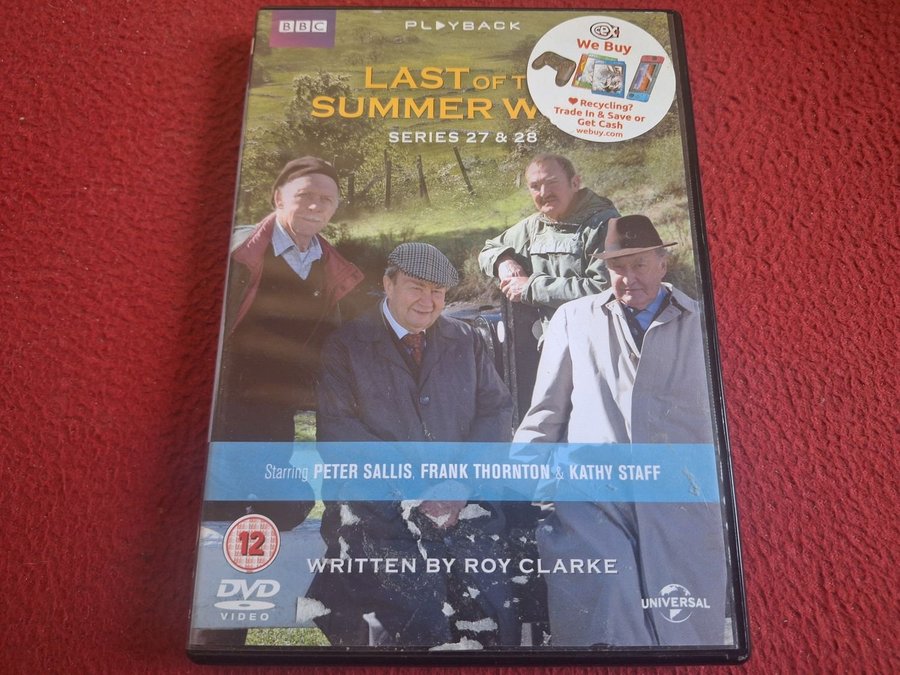 BBC
PLAYBACK
LAST OF T
SUMMER W
SERIES 27 & 28
cex
We Buy
Recycling?
Trade In & Save or
Get Cash
webuy.com
Starring PETER SALLIS, FRANK THORNTON & KATHY STAFF
12
WRITTEN BY ROY CLARKE
DVD
VIDEO
UNIVERSAL